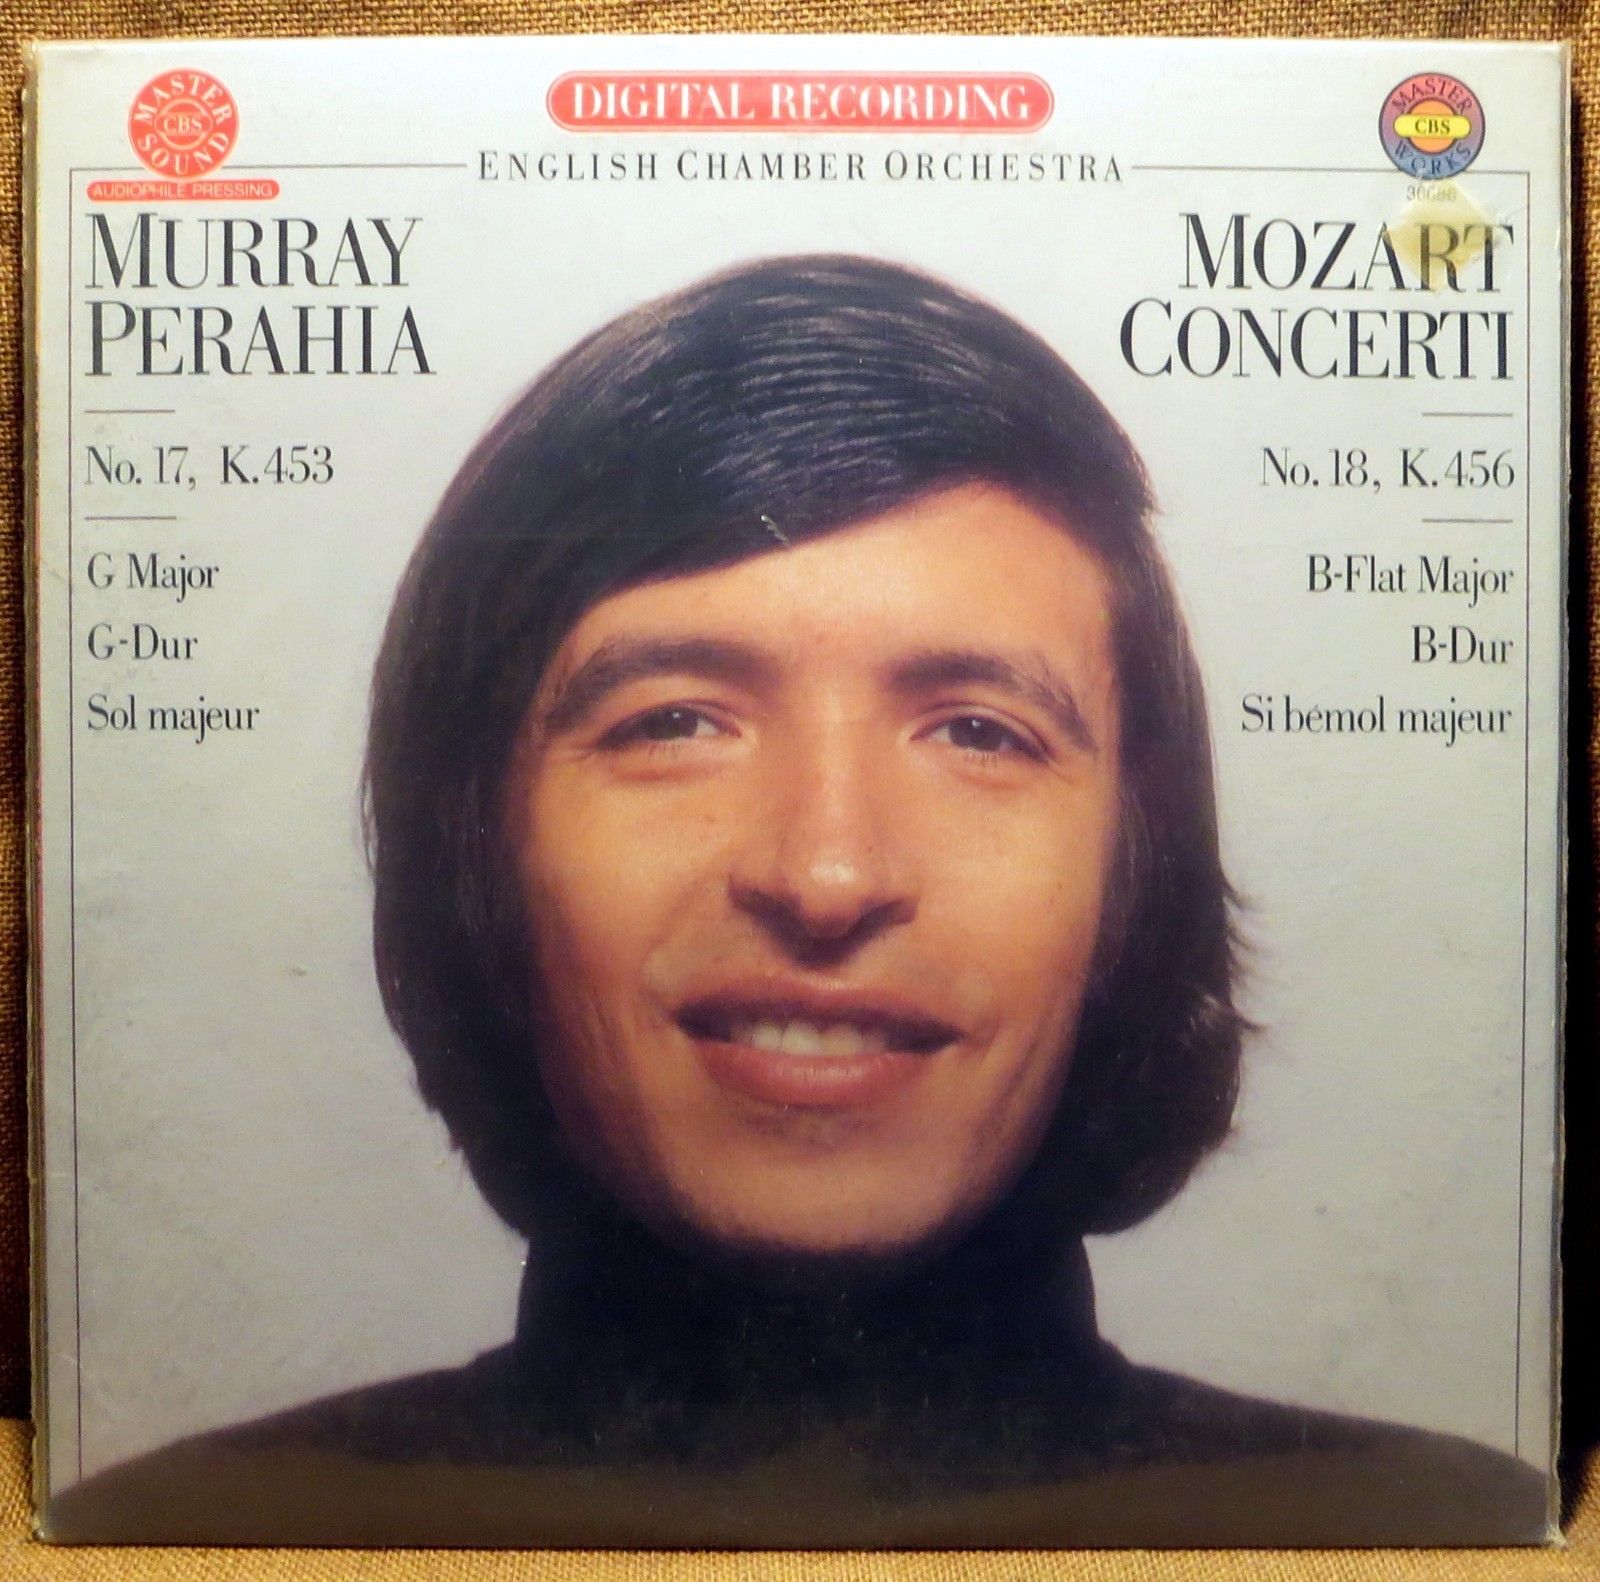 DIGITAL RECORDING
MASTER
CBS
SOUND
AUDIOPHILE PRESSING
ENGLISH CHAMBER ORCHESTRA
MASTER
CBS
WORKS
36686
MURRAY
PERAHIA
No. 17, K.453
G Major
G-Dur
Sol majeur
MOZART
CONCERTI
No. 18, K.456
B-Flat Major
B-Dur
Si bémol majeur